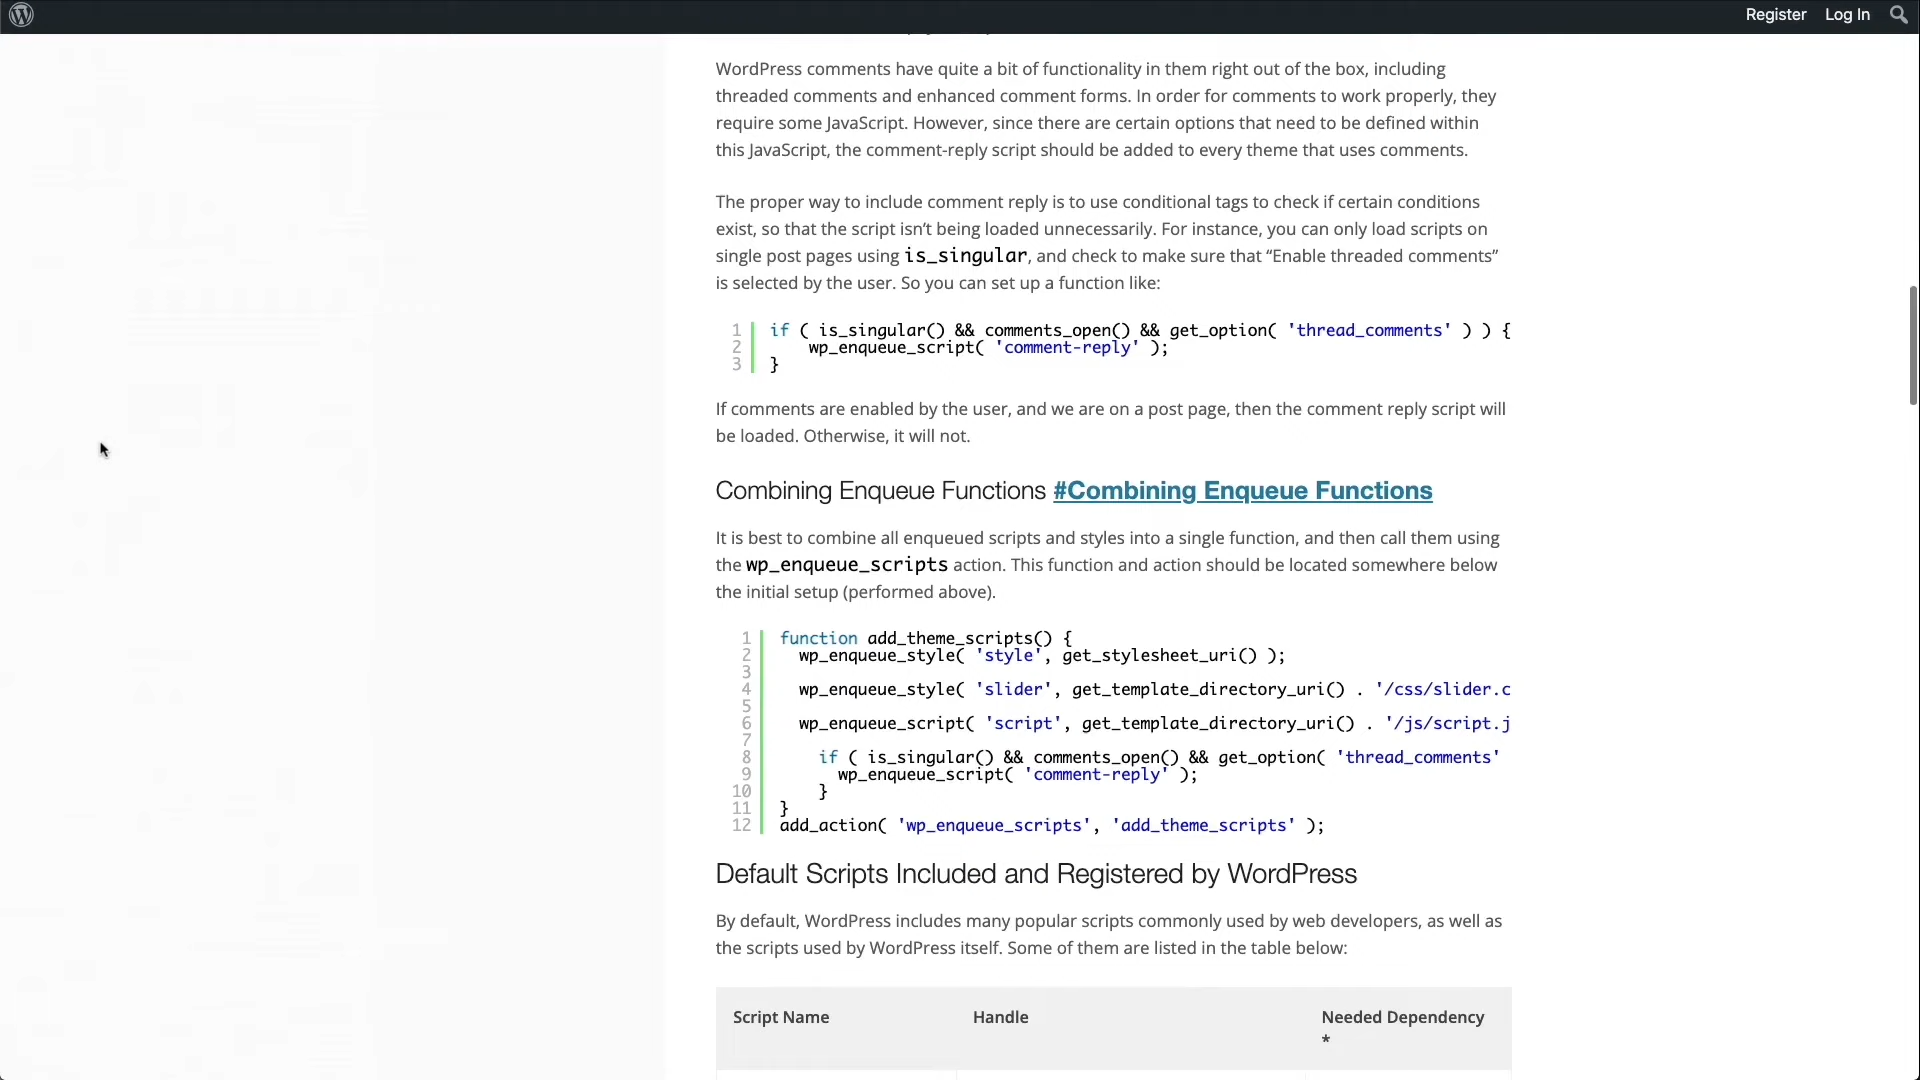 Register Log In
WordPress comments have quite a bit of functionality in them right out of the box, including
threaded comments and enhanced comment forms. In order for comments to work properly, they
require some JavaScript. However, since there are certain options that need to be defined within
this JavaScript, the comment-reply script should be added to every theme that uses comments.
The proper way to include comment reply is to use conditional tags to check if certain conditions
exist, so that the script isn’t being loaded unnecessarily. For instance, you can only load scripts on
single post pages using is_singular, and check to make sure that “Enable threaded comments”
is selected by the user. So you can set up a function like:
1 if ( is_singular() && comments_open() && get_option( 'thread_comments' ) ) {
2 wp_enqueue_script( 'comment-reply' );
3 }
If comments are enabled by the user, and we are on a post page, then the comment reply script will
be loaded. Otherwise, it will not.
Combining Enqueue Functions #Combining Enqueue Functions
It is best to combine all enqueued scripts and styles into a single function, and then call them using
the wp_enqueue_scripts action. This function and action should be located somewhere below
the initial setup (performed above).
1 function add_theme_scripts() {
2 wp_enqueue_style( 'style', get_stylesheet_uri() );
3
4 wp_enqueue_style( 'slider', get_template_directory_uri() . '/css/slider.c
5
6 wp_enqueue_script( 'script', get_template_directory_uri() . '/js/script.j
7
8 if ( is_singular() && comments_open() && get_option( 'thread_comments'
9 wp_enqueue_script( 'comment-reply' );
10 }
11 }
12 add_action( 'wp_enqueue_scripts', 'add_theme_scripts' );
Default Scripts Included and Registered by WordPress
By default, WordPress includes many popular scripts commonly used by web developers, as well as
the scripts used by WordPress itself. Some of them are listed in the table below:
Script Name Handle Needed Dependency
*